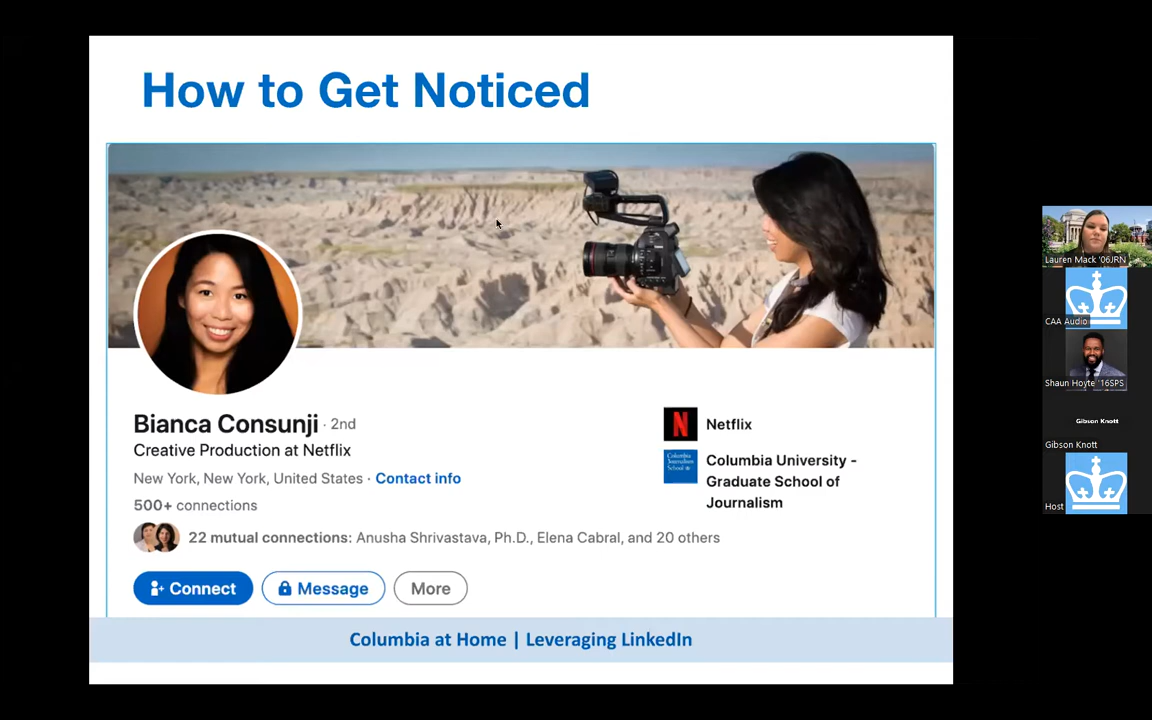 How to Get Noticed
Bianca Consunji · 2nd
Creative Production at Netflix
New York, New York, United States · Contact info
500+ connections
22 mutual connections: Anusha Shrivastava, Ph.D., Elena Cabral, and 20 others
Connect
Message
More
N
Netflix
Columbia
Journalism
School
Columbia University -
Graduate School of
Journalism
Columbia at Home | Leveraging LinkedIn
Lauren Mack '06JRN
CAA Audio
Shaun Hoyte '16SPS
Gibson Knott
Gibson Knott
Host